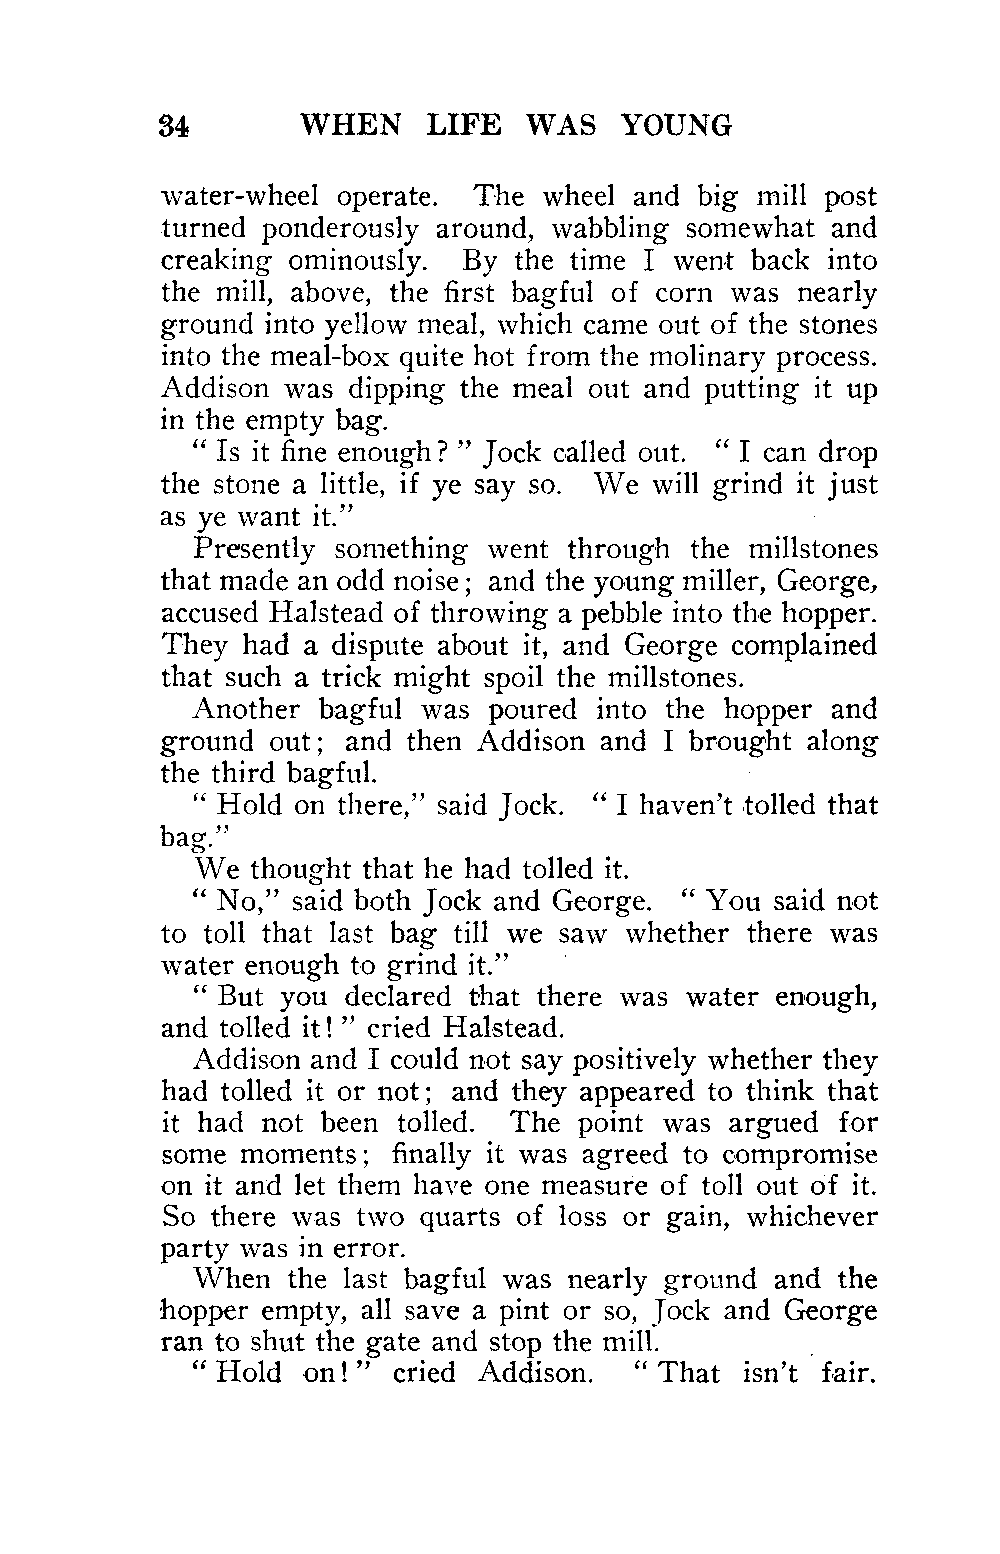 34 WHEN LIFE WAS YOUNG
water-wheel operate. The wheel and big mill post
turned ponderously around, wabbling somewhat and
creaking ominously. By the time I went back into
the mill, above, the first bagful of corn was nearly
ground into yellow meal, which came out of the stones
into the meal-box quite hot from the molinary process.
Addison was dipping the meal out and putting it up
in the empty bag.
“ Is it fine enough? ” Jock called out. “ I can drop
the stone a little, if ye say so. We will grind it just
as ye want it.”
Presently something went through the millstones
that made an odd noise; and the young miller, George,
accused Halstead of throwing a pebble into the hopper.
They had a dispute about it, and George complained
that such a trick might spoil the millstones.
Another bagful was poured into the hopper and
ground out; and then Addison and I brought along
the third bagful.
“ Hold on there,” said Jock. “ I haven't tolled that
bag.”
We thought that he had tolled it.
“ No,” said both Jock and George. “ You said not
to toll that last bag till we saw whether there was
water enough to grind it.”
“ But you declared that there was water enough,
and tolled it! ” cried Halstead.
Addison and I could not say positively whether they
had tolled it or not; and they appeared to think that
it had not been tolled. The point was argued for
some moments; finally it was agreed to compromise
on it and let them have one measure of toll out of it.
So there was two quarts of loss or gain, whichever
party was in error.
When the last bagful was nearly ground and the
hopper empty, all save a pint or so, Jock and George
ran to shut the gate and stop the mill.
“ Hold on! ” cried Addison. “ That isn't fair.